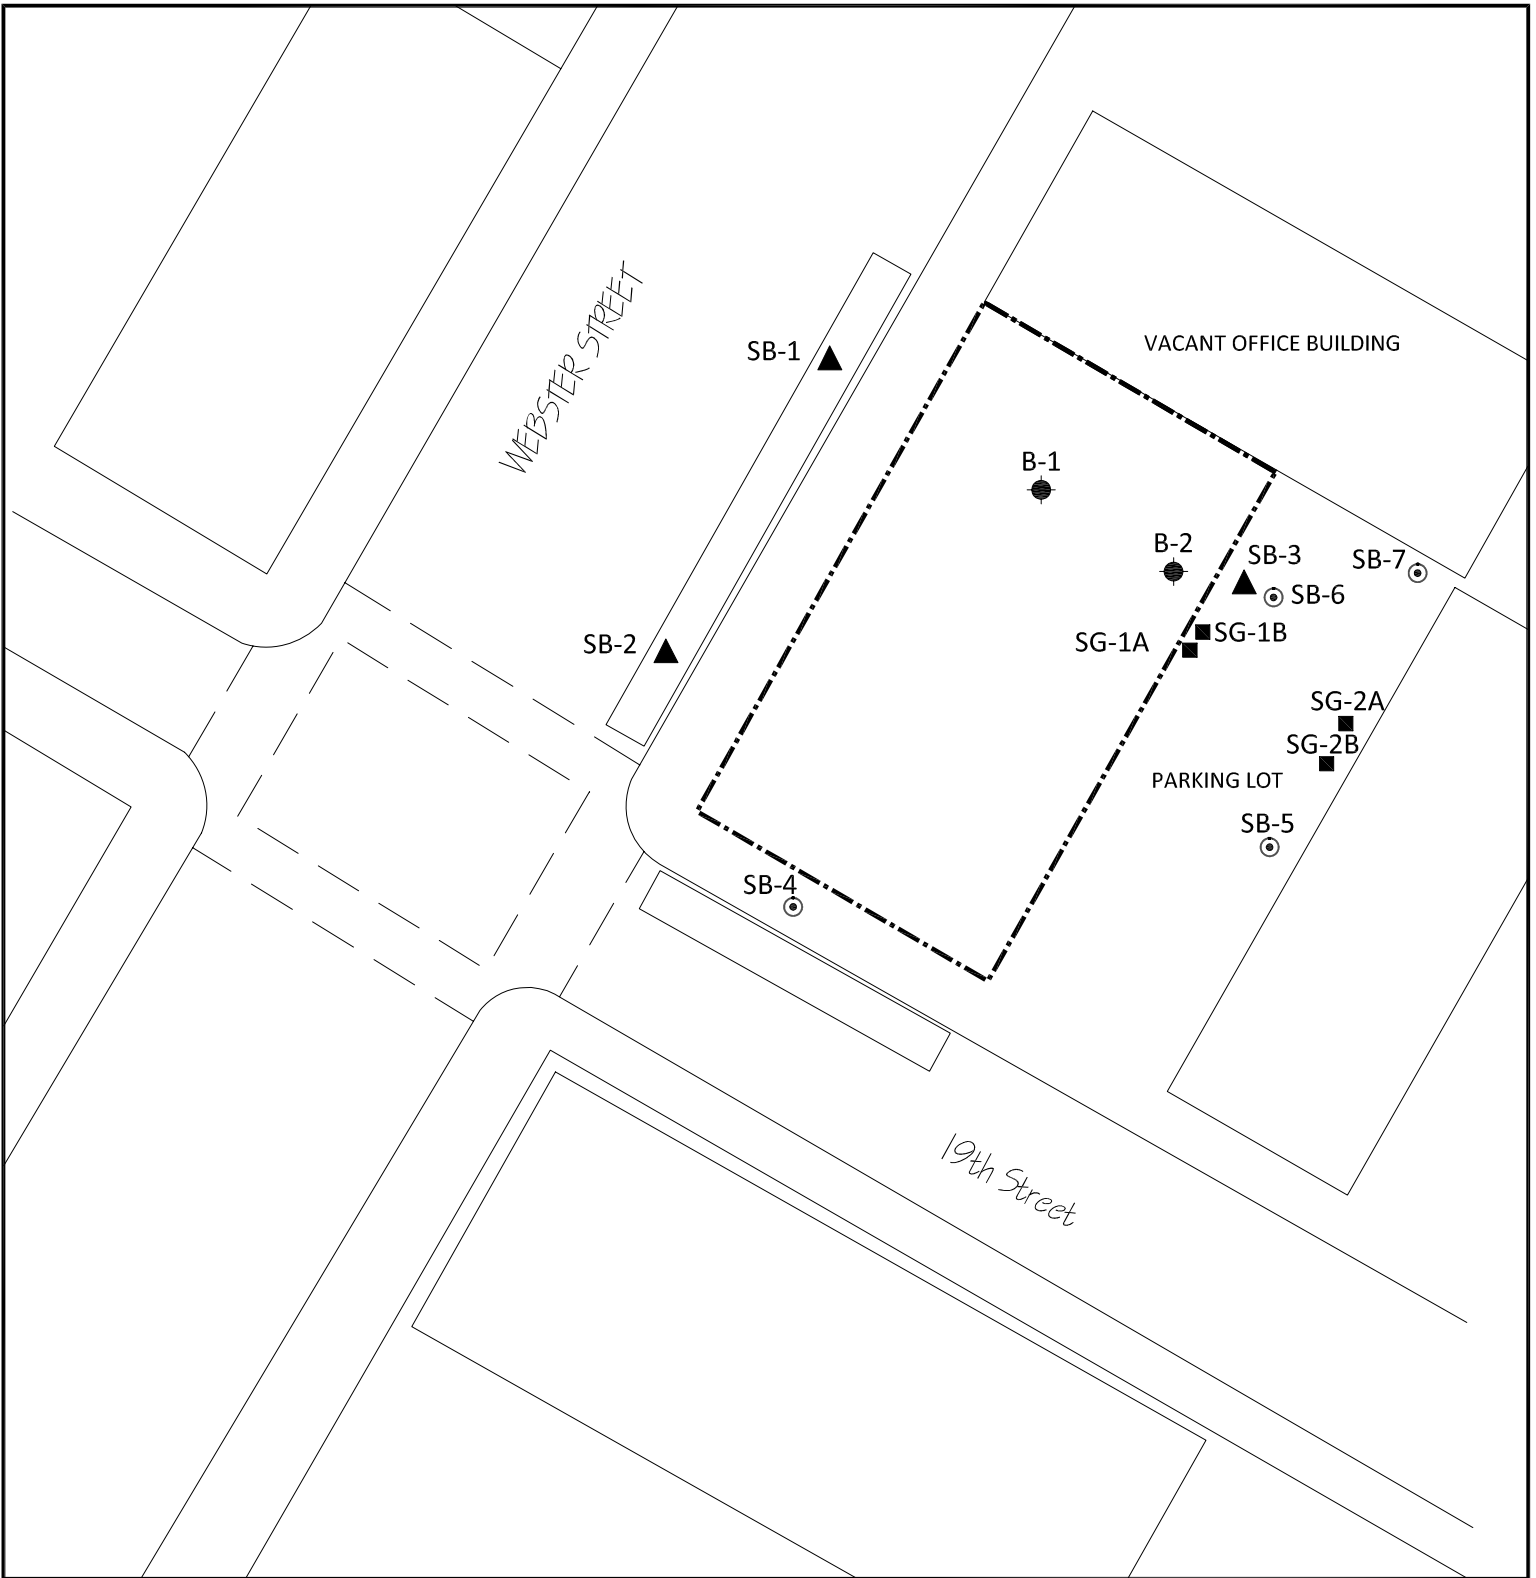 WEBSTER STREET
VACANT OFFICE BUILDING
SB-1
B-1
B-2
SB-3
SB-7
SB-6
SG-1B
SG-1A
SB-2
SG-2A
SG-2B
PARKING LOT
SB-5
SB-4
19th Street